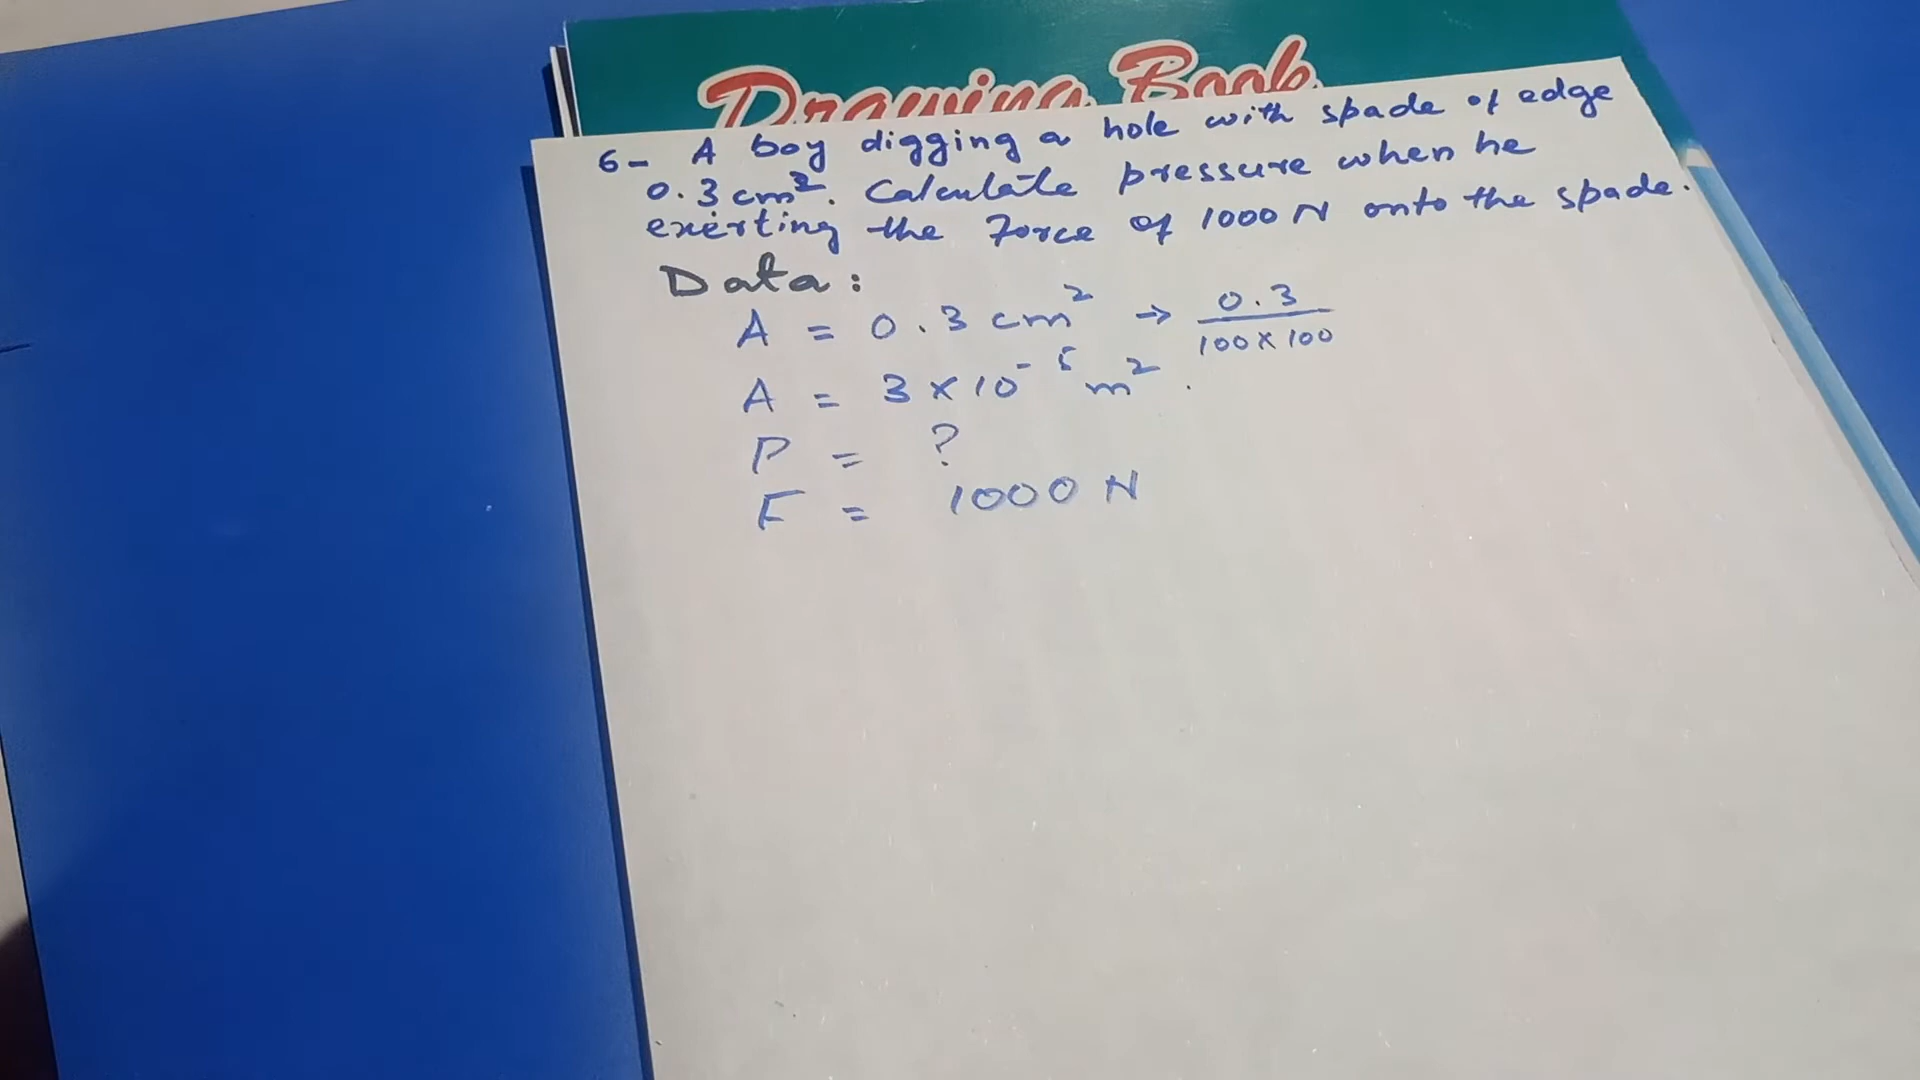 Drawing Book
6- A boy digging a hole with spade of edge
0.3 cm². Calculate pressure when he
exerting the Force of 1000 N onto the spade.
Data:
A = 0.3 cm² → 0.3/100×100
A = 3 × 10⁻⁵ m².
P = ?
F = 1000 N